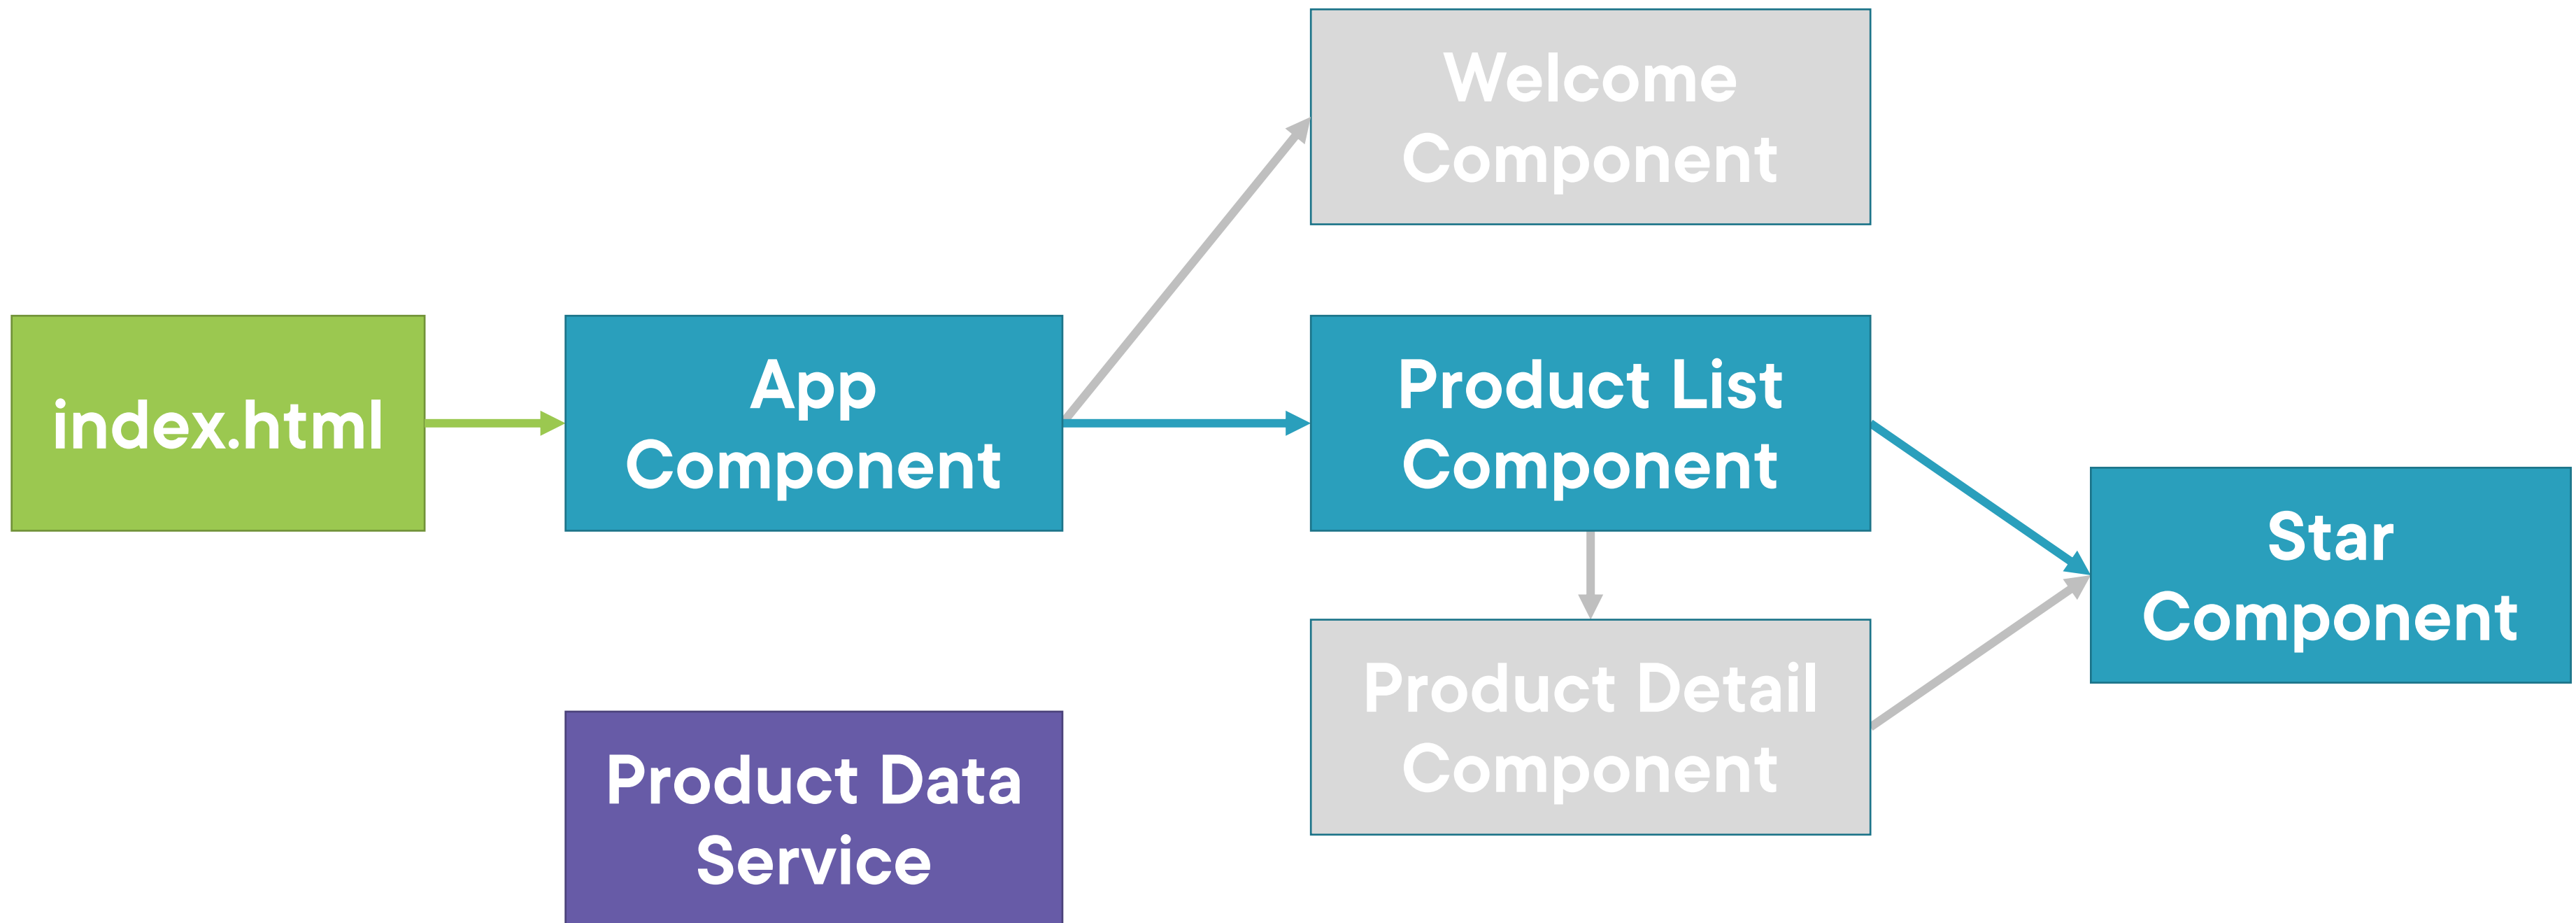 Welcome
Component
index.html
App
Component
Product List
Component
Star
Component
Product Detail
Component
Product Data
Service